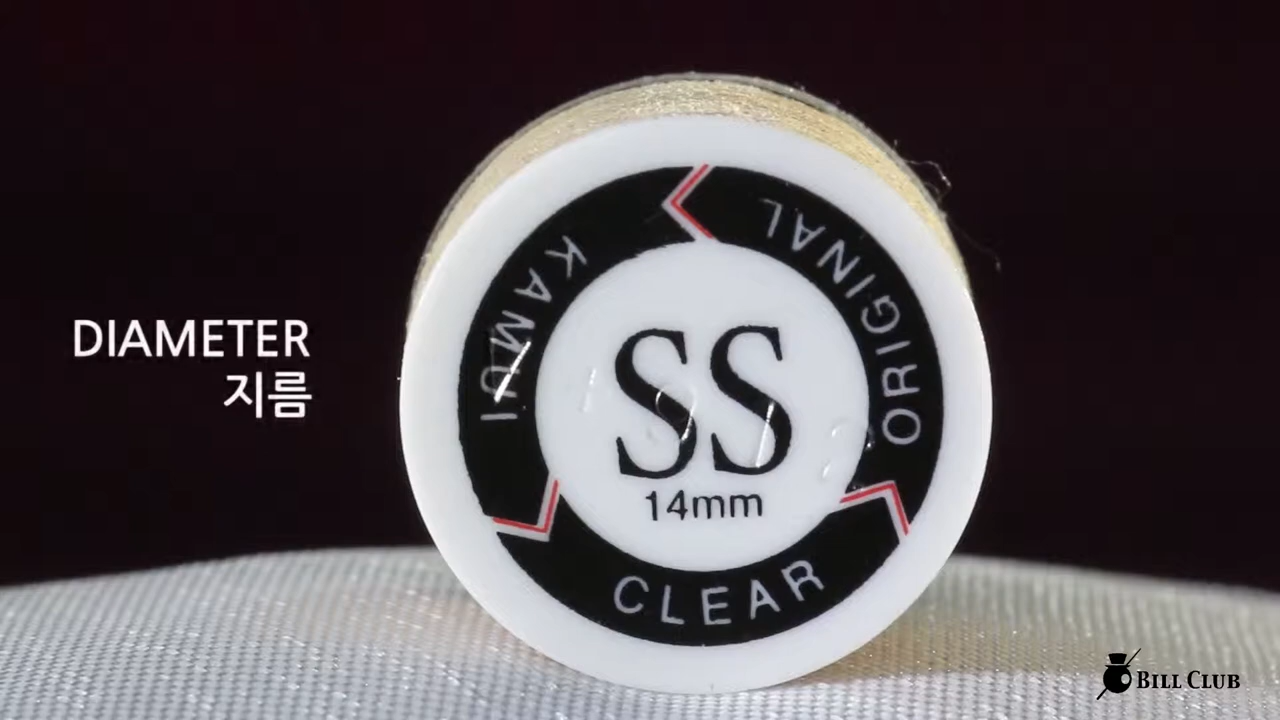 DIAMETER
지름
KAMUI
ORIGINAL
SS
14mm
CLEAR
BILL CLUB